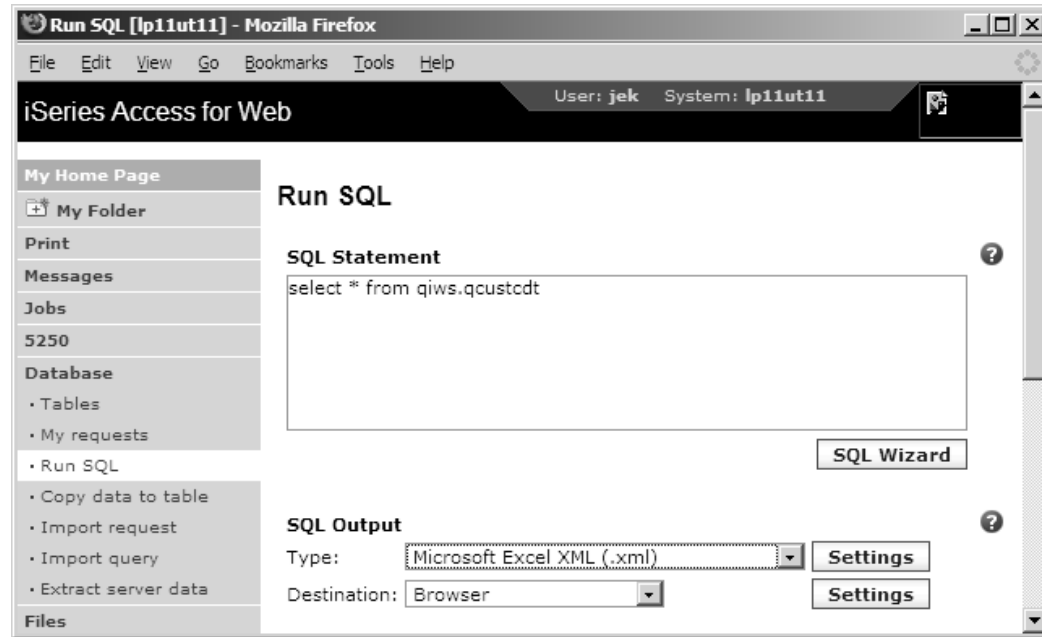 Run SQL [lp11ut11] - Mozilla Firefox
File Edit View Go Bookmarks Tools Help
iSeries Access for Web
User: jek System: lp11ut11
My Home Page
My Folder
Print
Messages
Jobs
5250
Database
• Tables
• My requests
• Run SQL
• Copy data to table
• Import request
• Import query
• Extract server data
Files
Run SQL
SQL Statement
select * from qiws.qcustcdt
SQL Wizard
SQL Output
Type: Microsoft Excel XML (.xml) Settings
Destination: Browser Settings